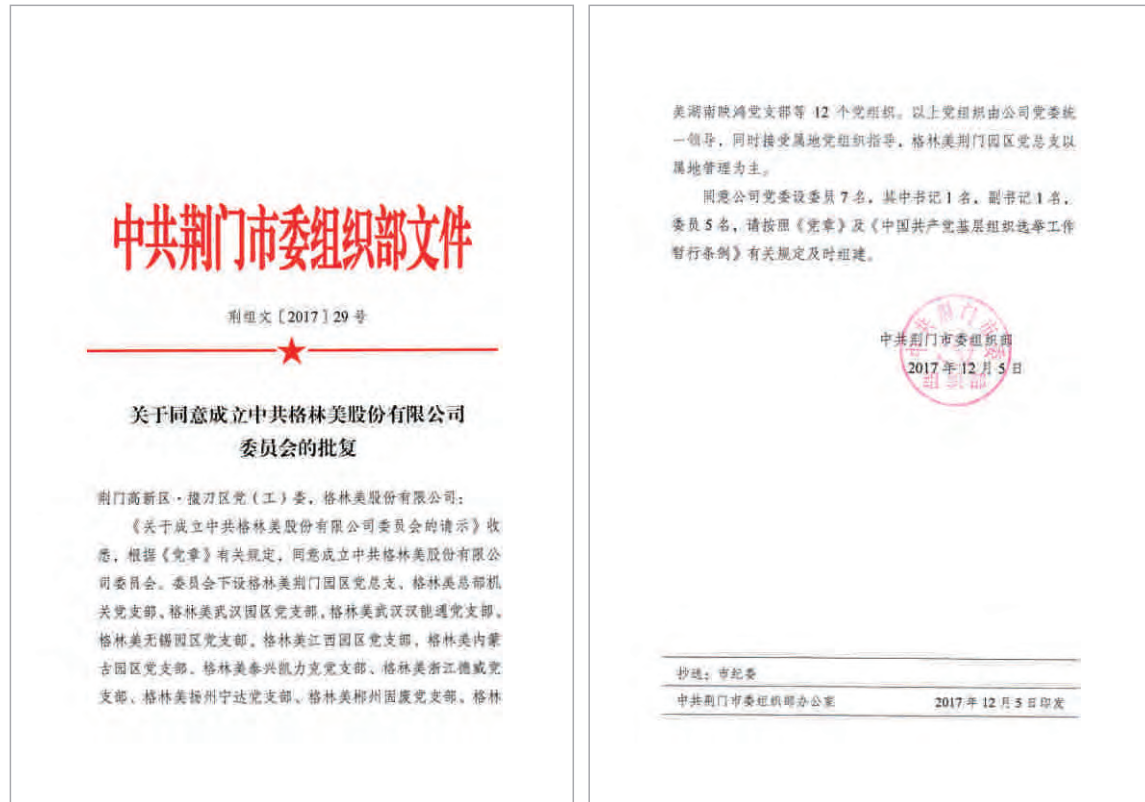 中共荆门市委组织部文件
荆组文〔2017〕29 号
关于同意成立中共格林美股份有限公司
委员会的批复
荆门高新区·掇刀区党（工）委，格林美股份有限公司：
《关于成立中共格林美股份有限公司委员会的请示》收
悉，根据《党章》有关规定，同意成立中共格林美股份有限公
司委员会。委员会下设格林美荆门园区党总支、格林美总部机
关党支部、格林美武汉园区党支部、格林美武汉汉能通党支部、
格林美无锡园区党支部、格林美江西园区党支部、格林美内蒙
古园区党支部、格林美泰兴凯力克党支部、格林美浙江德威党
支部、格林美扬州宁达党支部、格林美郴州固废党支部、格林
美湖南映鸿党支部等 12 个党组织。以上党组织由公司党委统
一领导，同时接受属地党组织指导，格林美荆门园区党总支以
属地管理为主。
同意公司党委设委员 7 名，其中书记 1 名，副书记 1 名，
委员 5 名，请按照《党章》及《中国共产党基层组织选举工作
暂行条例》有关规定及时组建。
中共荆门市委组织部
2017 年 12 月 5 日
中共荆门市委组织部
抄送：市纪委
中共荆门市委组织部办公室 2017 年 12 月 5 日印发